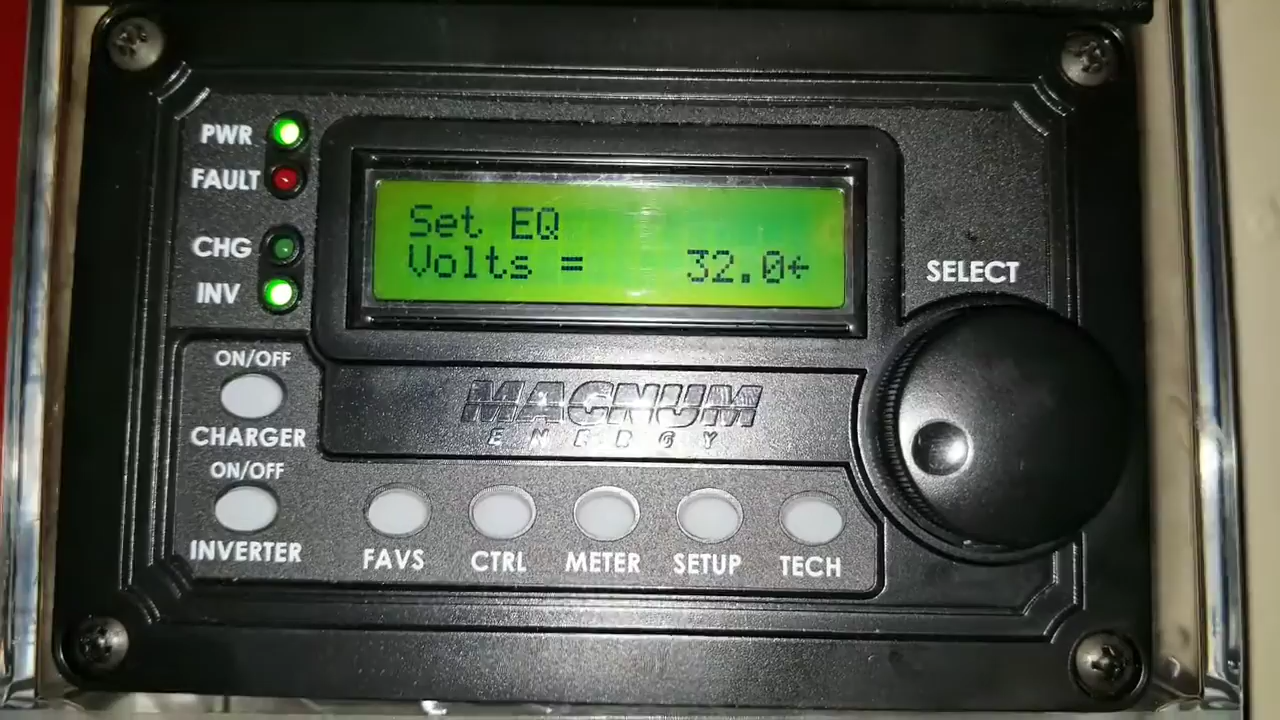 PWR
FAULT
CHG
INV
Set EQ
Volts = 32.0←
SELECT
ON/OFF
CHARGER
ON/OFF
INVERTER
MAGNUM
ENERGY
FAVS
CTRL
METER
SETUP
TECH